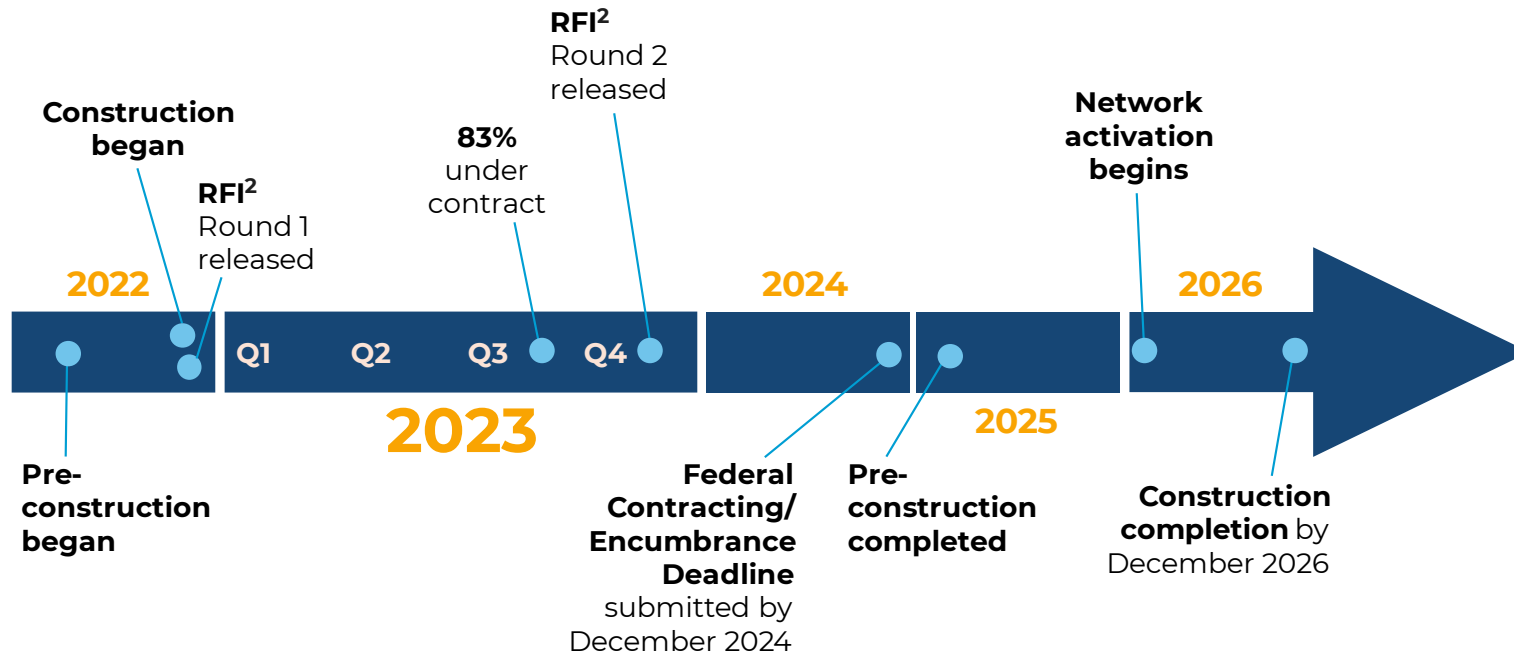 RFI²
Round 2
released
Construction
began
83%
under
contract
Network
activation
begins
RFI²
Round 1
released
2022
2024
2026
Q1
Q2
Q3
Q4
2023
2025
Pre-
construction
began
Federal
Contracting/
Encumbrance
Deadline
submitted by
December 2024
Pre-
construction
completed
Construction
completion by
December 2026